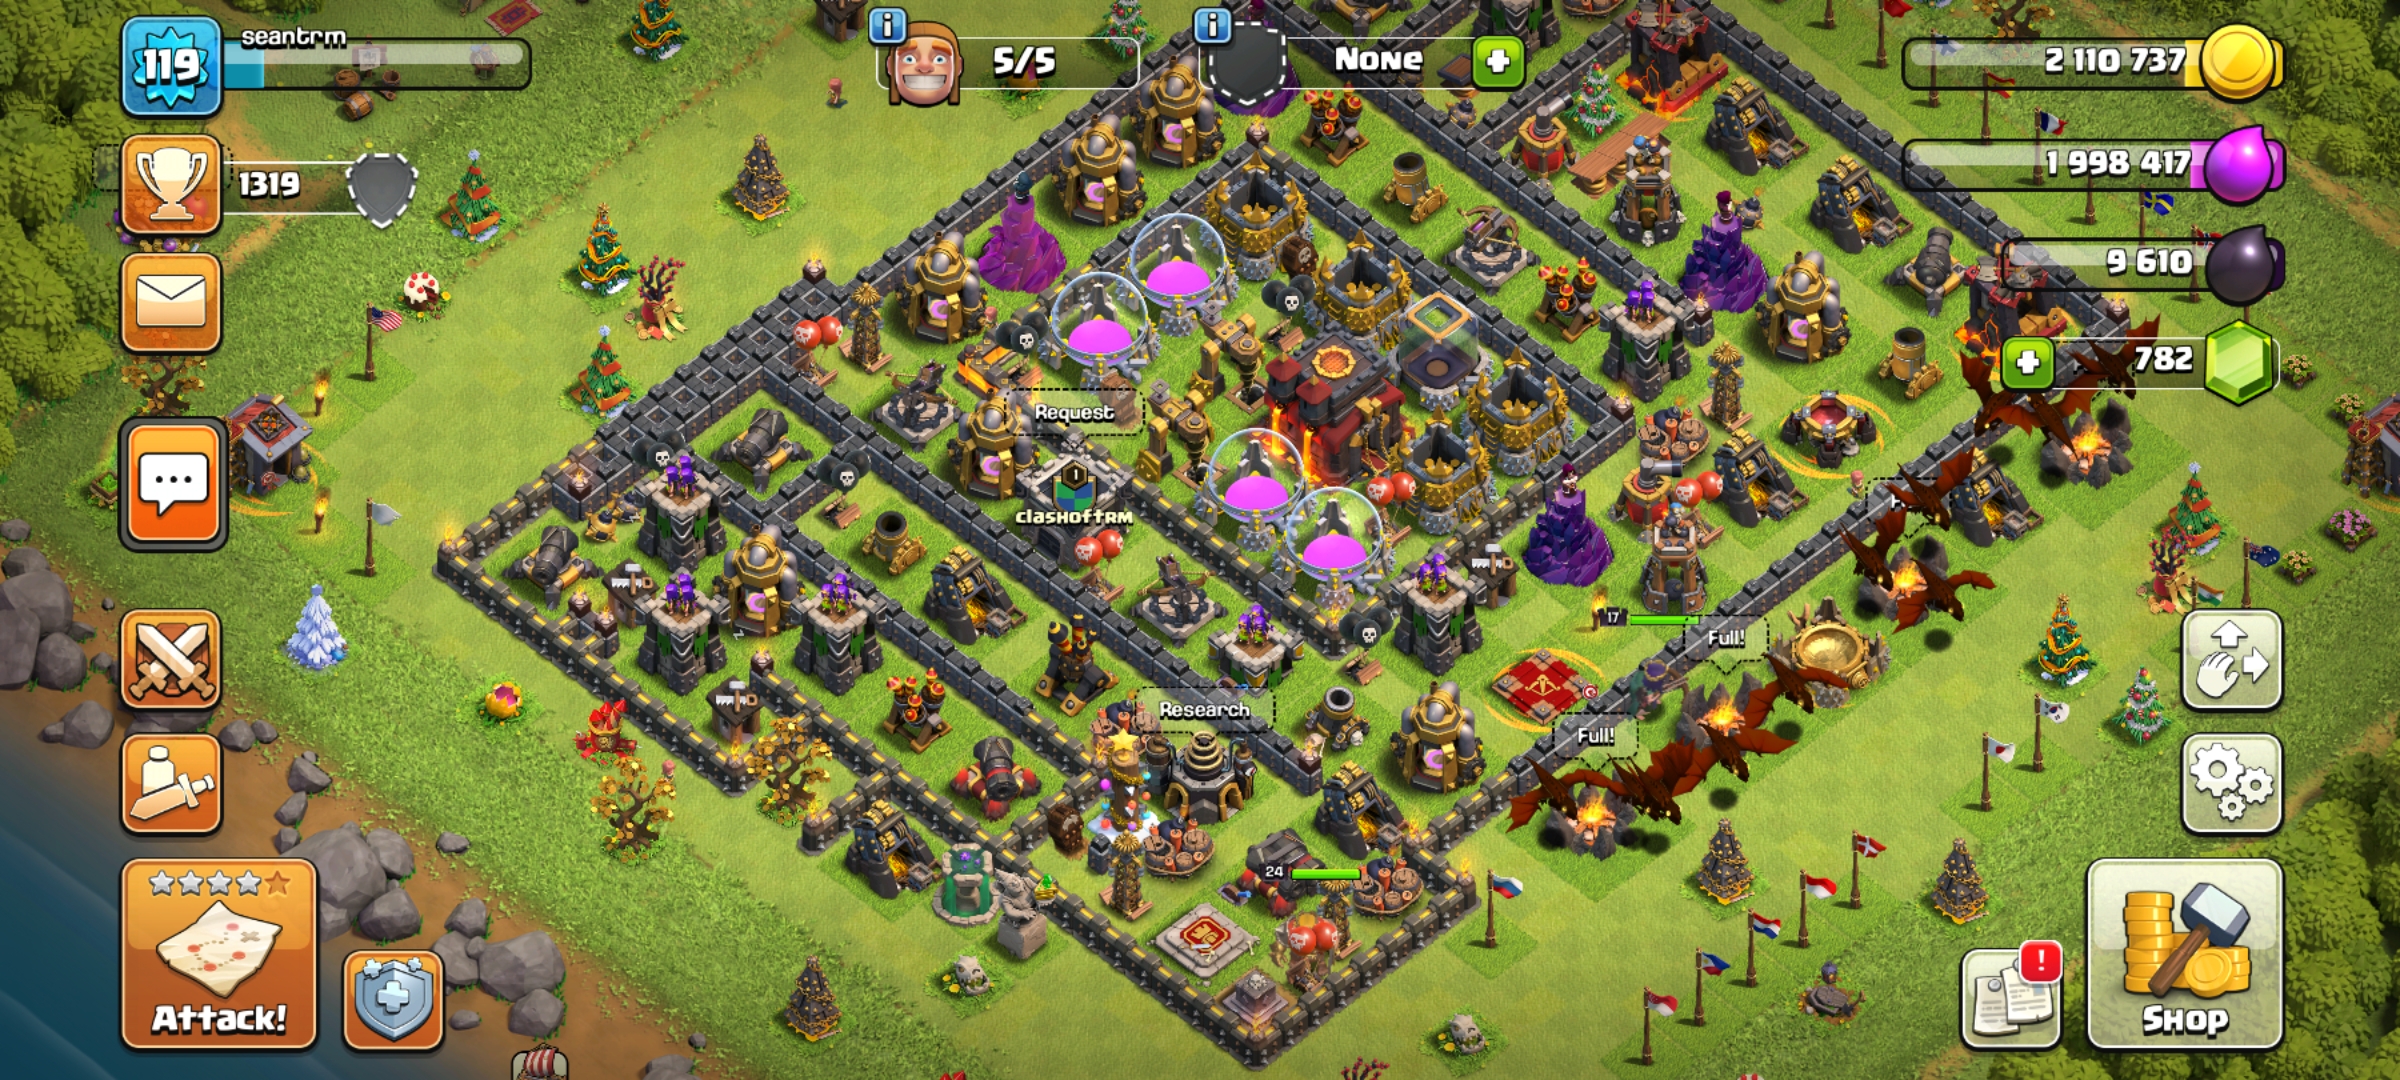 seantrm
119
5/5
None
2 110 737
1319
1 998 417
9 610
782
Request
clashofTRM
17
Full!
Research
Full!
24
Attack!
Shop